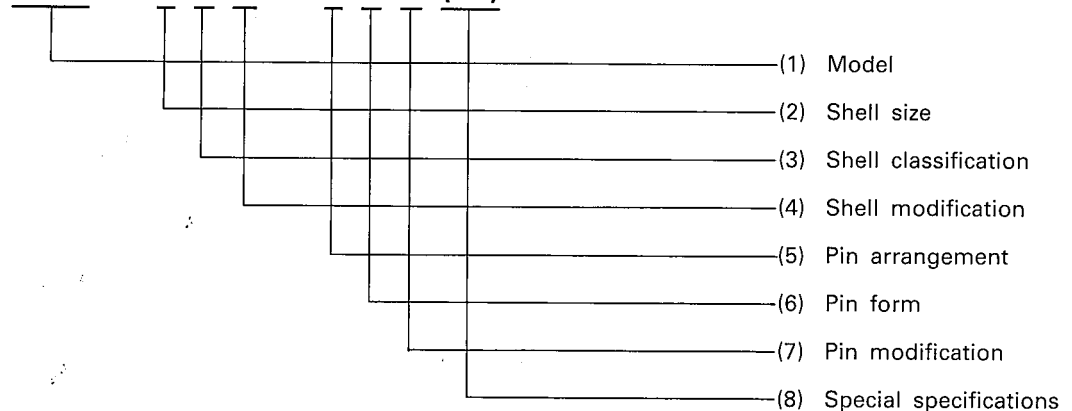 (1) Model
(2) Shell size
(3) Shell classification
(4) Shell modification
(5) Pin arrangement
(6) Pin form
(7) Pin modification
(8) Special specifications